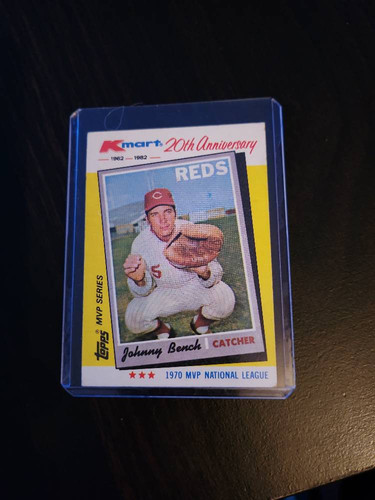 Kmart 20th Anniversary
1962 — 1982
REDS
C
5
Johnny Bench CATCHER
Topps MVP SERIES
1970 MVP NATIONAL LEAGUE